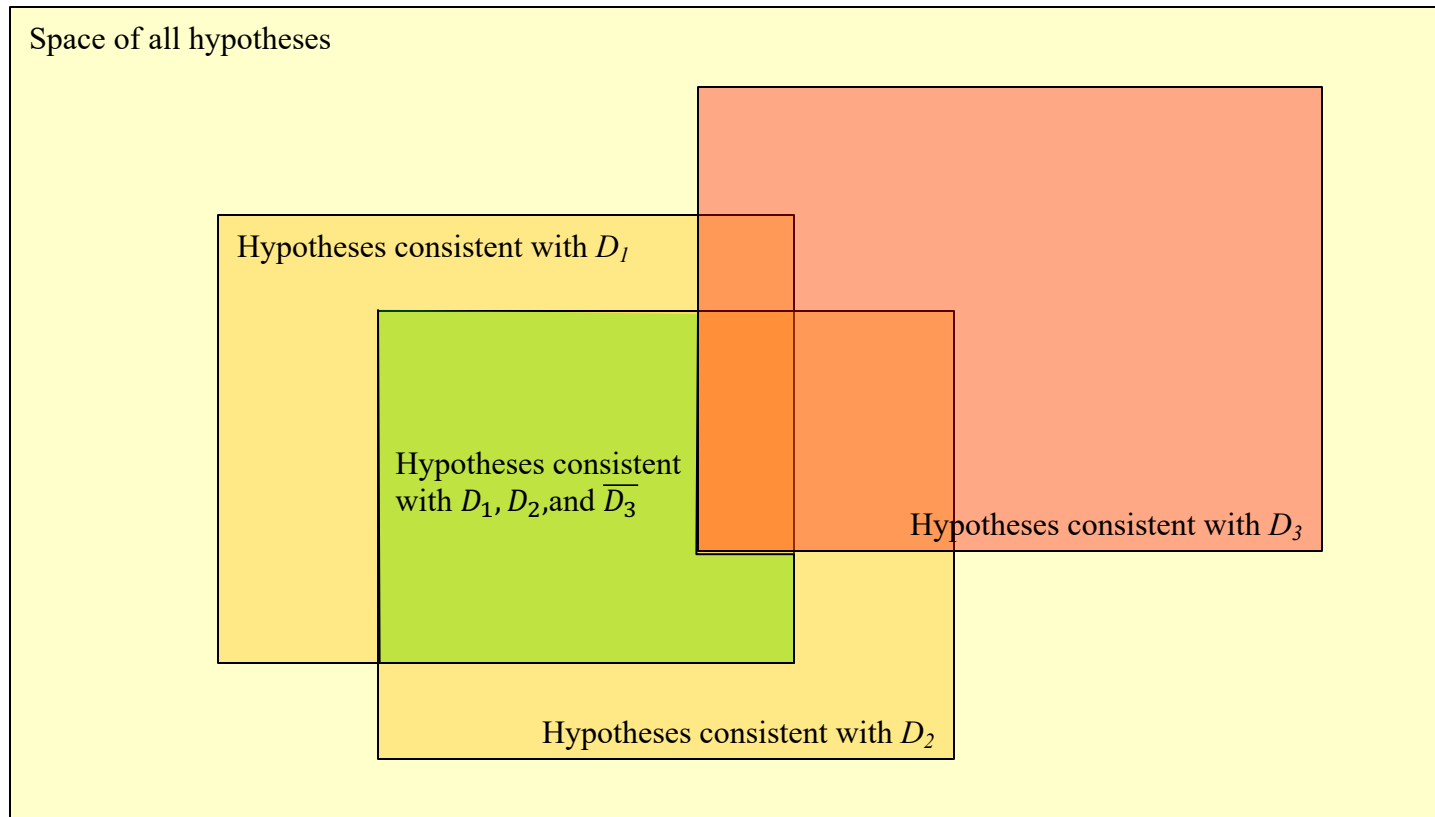 Space of all hypotheses
Hypotheses consistent with D₁
Hypotheses consistent
with D₁, D₂,and D̅₃
Hypotheses consistent with D₃
Hypotheses consistent with D₂